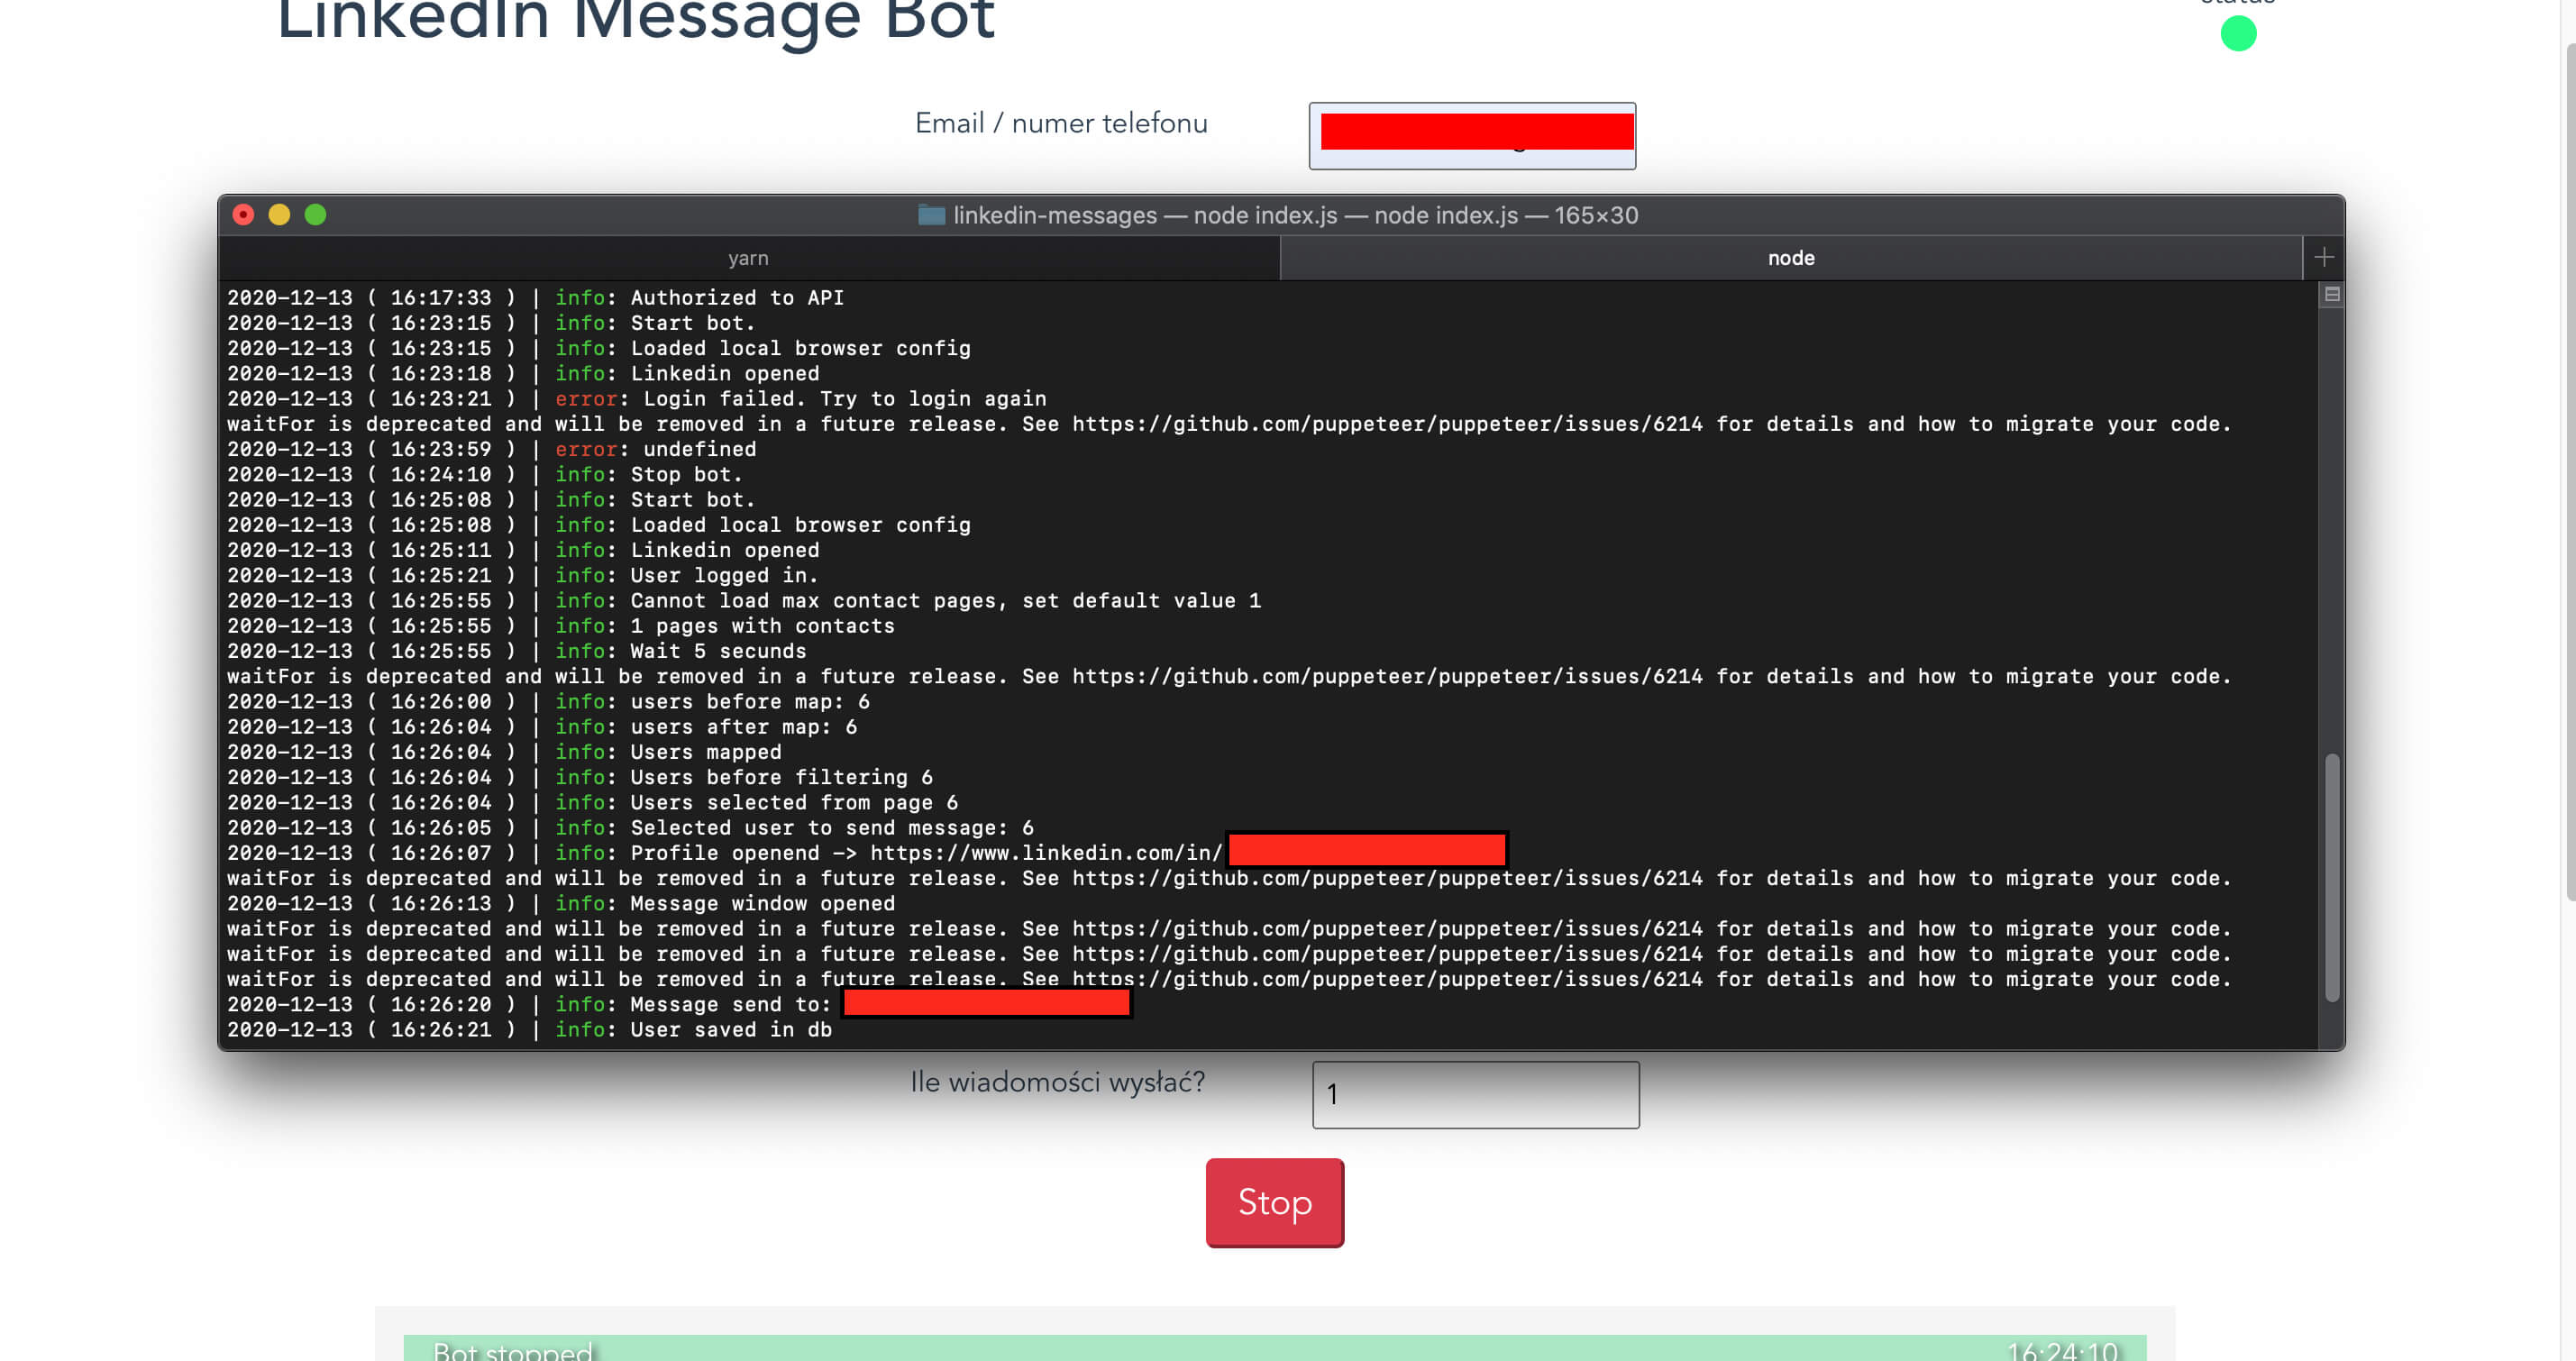 LinkedIn Message Bot
status
Email / numer telefonu
linkedin-messages — node index.js — node index.js — 165×30
yarn
node
2020-12-13 ( 16:17:33 ) | info: Authorized to API
2020-12-13 ( 16:23:15 ) | info: Start bot.
2020-12-13 ( 16:23:15 ) | info: Loaded local browser config
2020-12-13 ( 16:23:18 ) | info: Linkedin opened
2020-12-13 ( 16:23:21 ) | error: Login failed. Try to login again
waitFor is deprecated and will be removed in a future release. See https://github.com/puppeteer/puppeteer/issues/6214 for details and how to migrate your code.
2020-12-13 ( 16:23:59 ) | error: undefined
2020-12-13 ( 16:24:10 ) | info: Stop bot.
2020-12-13 ( 16:25:08 ) | info: Start bot.
2020-12-13 ( 16:25:08 ) | info: Loaded local browser config
2020-12-13 ( 16:25:11 ) | info: Linkedin opened
2020-12-13 ( 16:25:21 ) | info: User logged in.
2020-12-13 ( 16:25:55 ) | info: Cannot load max contact pages, set default value 1
2020-12-13 ( 16:25:55 ) | info: 1 pages with contacts
2020-12-13 ( 16:25:55 ) | info: Wait 5 seconds
waitFor is deprecated and will be removed in a future release. See https://github.com/puppeteer/puppeteer/issues/6214 for details and how to migrate your code.
2020-12-13 ( 16:26:00 ) | info: users before map: 6
2020-12-13 ( 16:26:04 ) | info: users after map: 6
2020-12-13 ( 16:26:04 ) | info: Users mapped
2020-12-13 ( 16:26:04 ) | info: Users before filtering 6
2020-12-13 ( 16:26:04 ) | info: Users selected from page 6
2020-12-13 ( 16:26:05 ) | info: Selected user to send message: 6
2020-12-13 ( 16:26:07 ) | info: Profile openend -> https://www.linkedin.com/in/
waitFor is deprecated and will be removed in a future release. See https://github.com/puppeteer/puppeteer/issues/6214 for details and how to migrate your code.
2020-12-13 ( 16:26:13 ) | info: Message window opened
waitFor is deprecated and will be removed in a future release. See https://github.com/puppeteer/puppeteer/issues/6214 for details and how to migrate your code.
waitFor is deprecated and will be removed in a future release. See https://github.com/puppeteer/puppeteer/issues/6214 for details and how to migrate your code.
waitFor is deprecated and will be removed in a future release. See https://github.com/puppeteer/puppeteer/issues/6214 for details and how to migrate your code.
2020-12-13 ( 16:26:20 ) | info: Message send to:
2020-12-13 ( 16:26:21 ) | info: User saved in db
Ile wiadomości wysłać?
1
Stop
Bot stopped
16:24:10